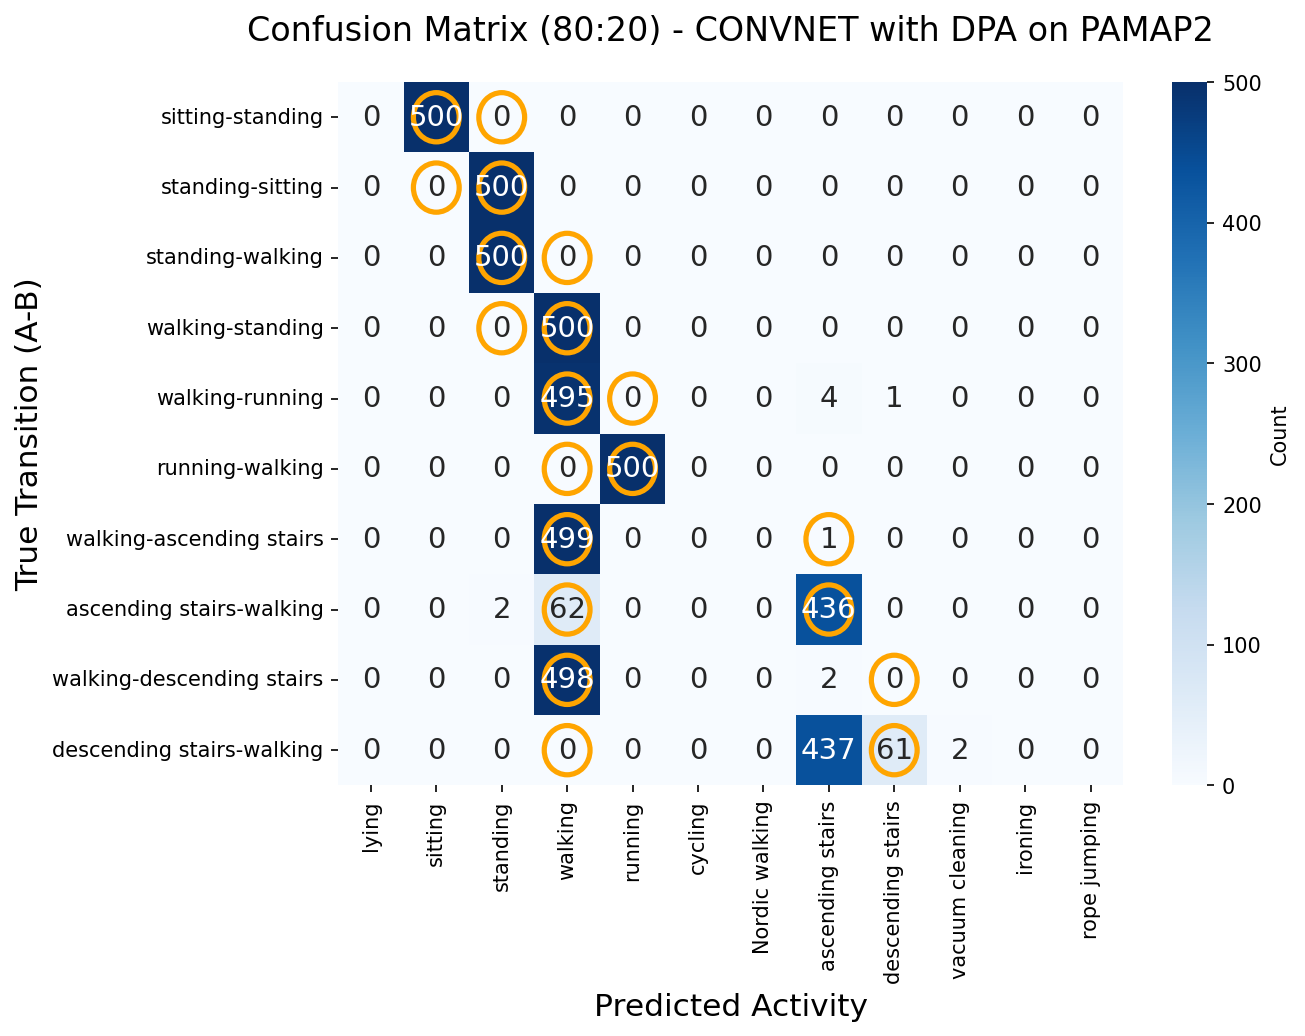 Confusion Matrix (80:20) - CONVNET with DPA on PAMAP2
True Transition (A-B)
sitting-standing 0 500 0 0 0 0 0 0 0 0 0 0
standing-sitting 0 0 500 0 0 0 0 0 0 0 0 0
standing-walking 0 0 500 0 0 0 0 0 0 0 0 0
walking-standing 0 0 0 500 0 0 0 0 0 0 0 0
walking-running 0 0 0 495 0 0 0 4 1 0 0 0
running-walking 0 0 0 0 500 0 0 0 0 0 0 0
walking-ascending stairs 0 0 0 499 0 0 0 1 0 0 0 0
ascending stairs-walking 0 0 2 62 0 0 0 436 0 0 0 0
walking-descending stairs 0 0 0 498 0 0 0 2 0 0 0 0
descending stairs-walking 0 0 0 0 0 0 0 437 61 2 0 0
lying
sitting
standing
walking
running
cycling
Nordic walking
ascending stairs
descending stairs
vacuum cleaning
ironing
rope jumping
Predicted Activity
500
400
300
200
100
0
Count